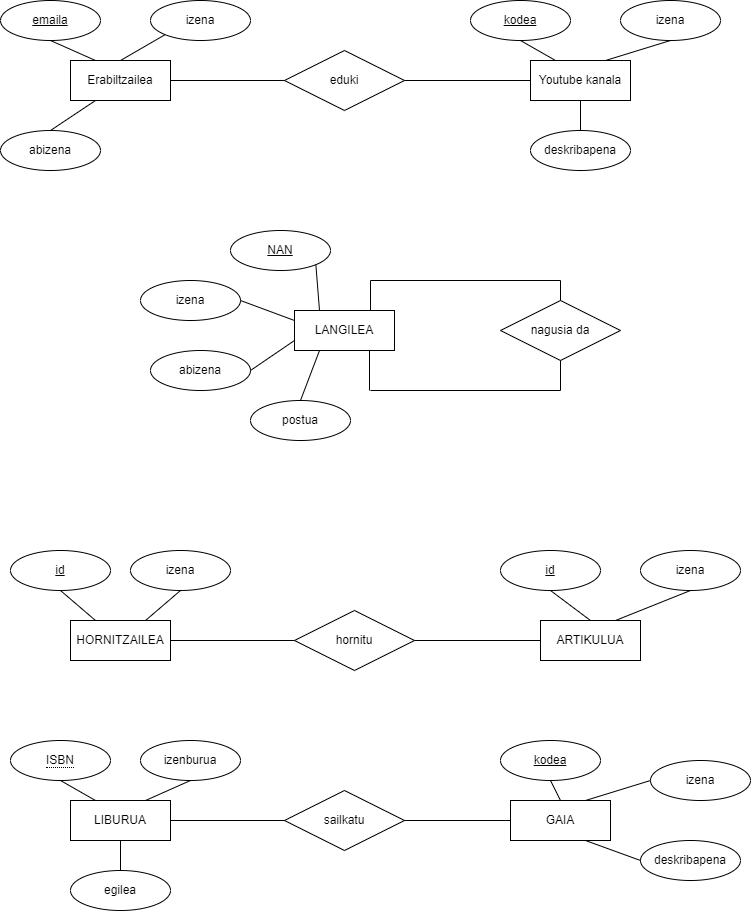 emaila
izena
kodea
izena
Erabiltzailea
eduki
Youtube kanala
abizena
deskribapena
NAN
izena
LANGILEA
nagusia da
abizena
postua
id
izena
id
izena
HORNITZAILEA
hornitu
ARTIKULUA
ISBN
izenburua
kodea
izena
LIBURUA
sailkatu
GAIA
deskribapena
egilea